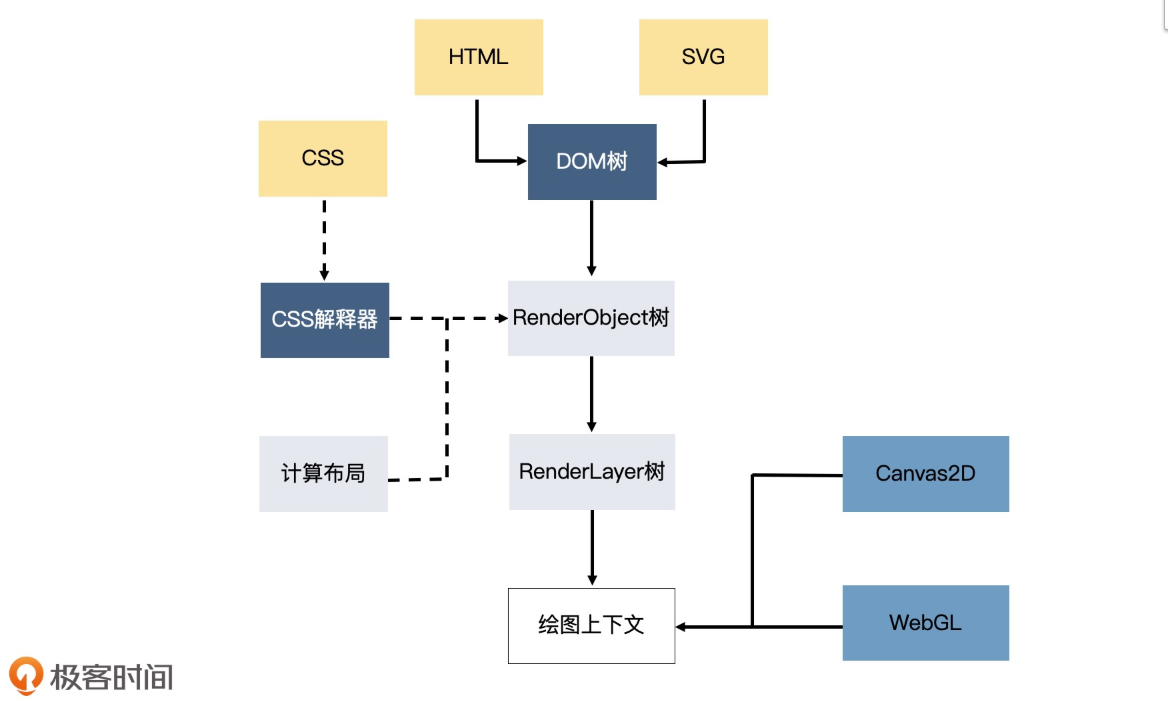 HTML
SVG
CSS
DOM树
CSS解释器
RenderObject树
计算布局
RenderLayer树
Canvas2D
绘图上下文
WebGL
极客时间